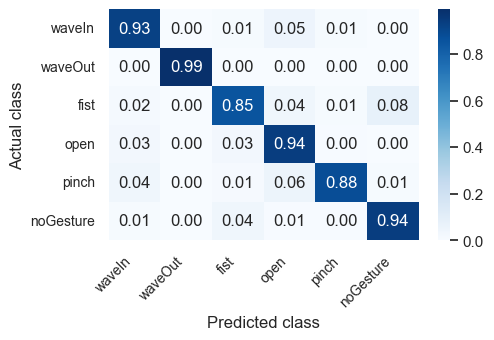 waveIn 0.93 0.00 0.01 0.05 0.01 0.00
waveOut 0.00 0.99 0.00 0.00 0.00 0.00
fist 0.02 0.00 0.85 0.04 0.01 0.08
open 0.03 0.00 0.03 0.94 0.00 0.00
pinch 0.04 0.00 0.01 0.06 0.88 0.01
noGesture 0.01 0.00 0.04 0.01 0.00 0.94
waveIn waveOut fist open pinch noGesture
Predicted class
Actual class
0.8
0.6
0.4
0.2
0.0